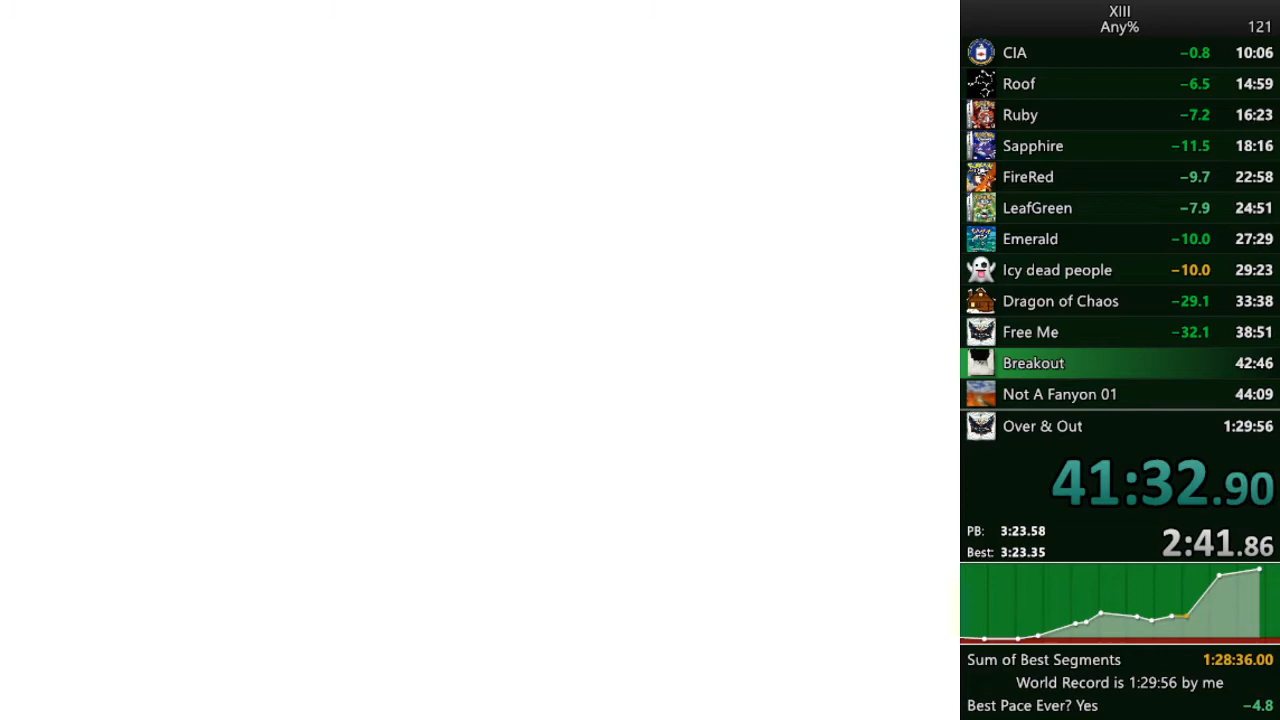 XIII
Any% 121
CIA −0.8 10:06
Roof −6.5 14:59
Ruby −7.2 16:23
Sapphire −11.5 18:16
FireRed −9.7 22:58
LeafGreen −7.9 24:51
Emerald −10.0 27:29
Icy dead people −10.0 29:23
Dragon of Chaos −29.1 33:38
Free Me −32.1 38:51
Breakout 42:46
Not A Fanyon 01 44:09
Over & Out 1:29:56
41:32.90
PB: 3:23.58
Best: 3:23.35
2:41.86
Sum of Best Segments 1:28:36.00
World Record is 1:29:56 by me
Best Pace Ever? Yes −4.8